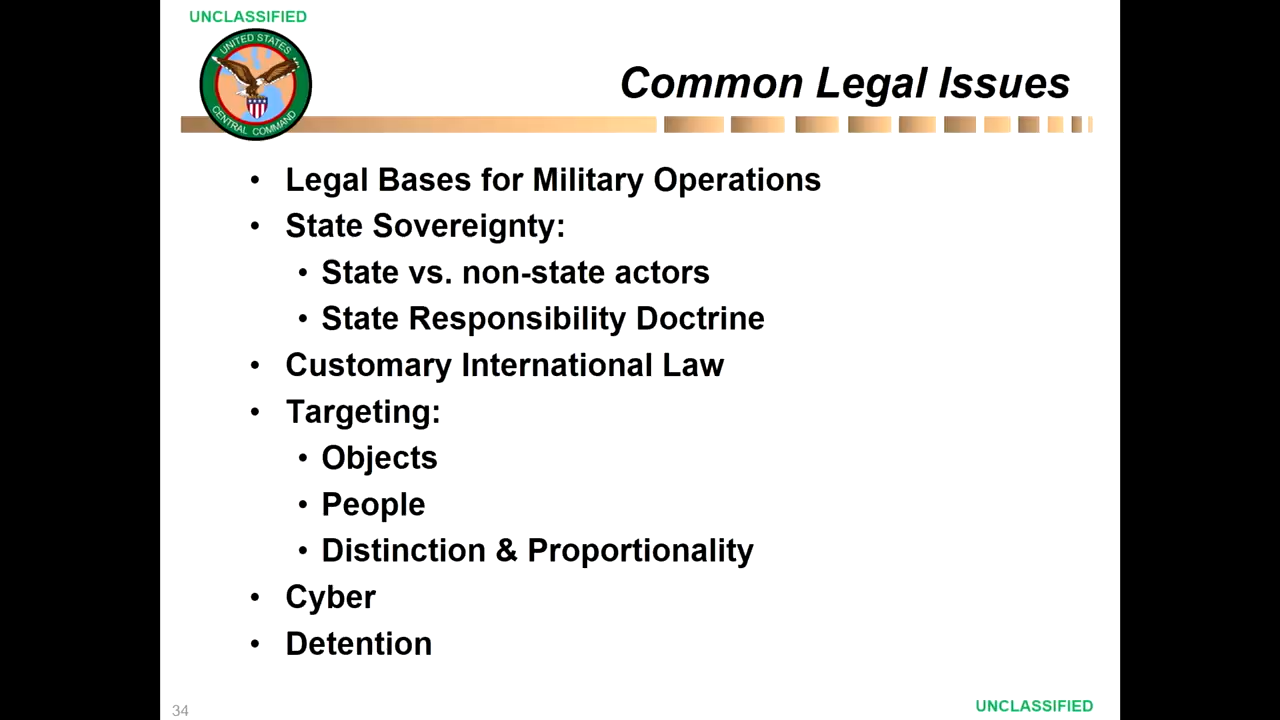 UNCLASSIFIED
UNITED STATES
CENTRAL COMMAND
Common Legal Issues
• Legal Bases for Military Operations
• State Sovereignty:
• State vs. non-state actors
• State Responsibility Doctrine
• Customary International Law
• Targeting:
• Objects
• People
• Distinction & Proportionality
• Cyber
• Detention
34
UNCLASSIFIED